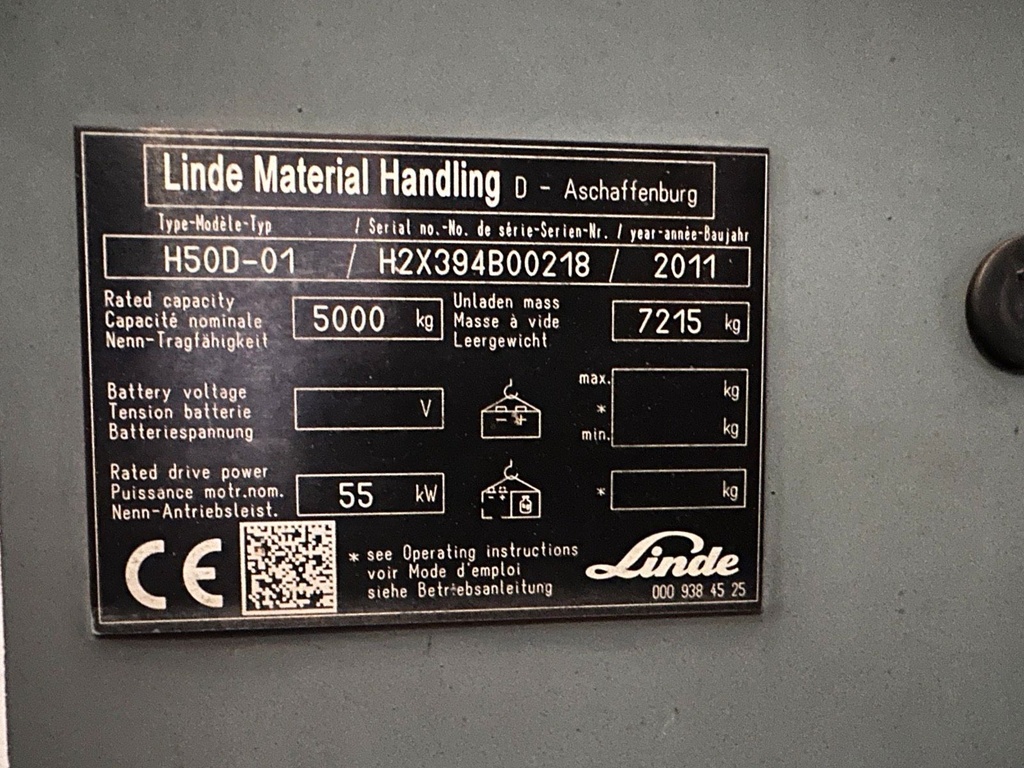 Linde Material Handling D - Aschaffenburg
Type-Modèle-Typ / Serial no.-No. de série-Serien-Nr. / year-année-Baujahr
H50D-01 / H2X394B00218 / 2011
Rated capacity
Capacité nominale
Nenn-Tragfähigkeit
5000 kg
Unladen mass
Masse à vide
Leergewicht
7215 kg
Battery voltage
Tension batterie
Batteriespannung
V
max. kg
*
min. kg
Rated drive power
Puissance motr.nom.
Nenn-Antriebsleist.
55 kW
* kg
CE
* see Operating instructions
voir Mode d'emploi
siehe Betriebsanleitung
Linde
000 938 45 25